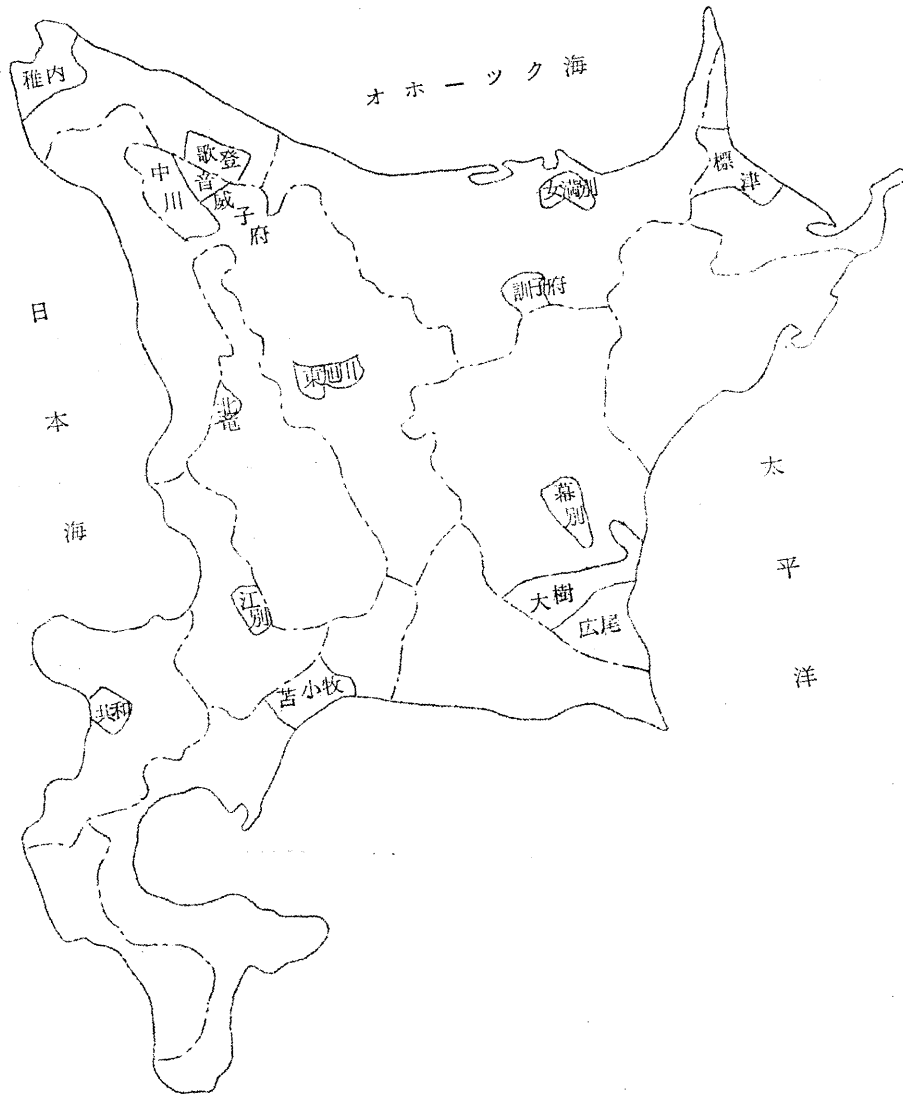 オホーツク海
稚内
歌登
中川
音威子府
標津
女満別
訓子府
日本海
東旭川
北竜
太平洋
幕別
大樹
広尾
江別
苫小牧
共和